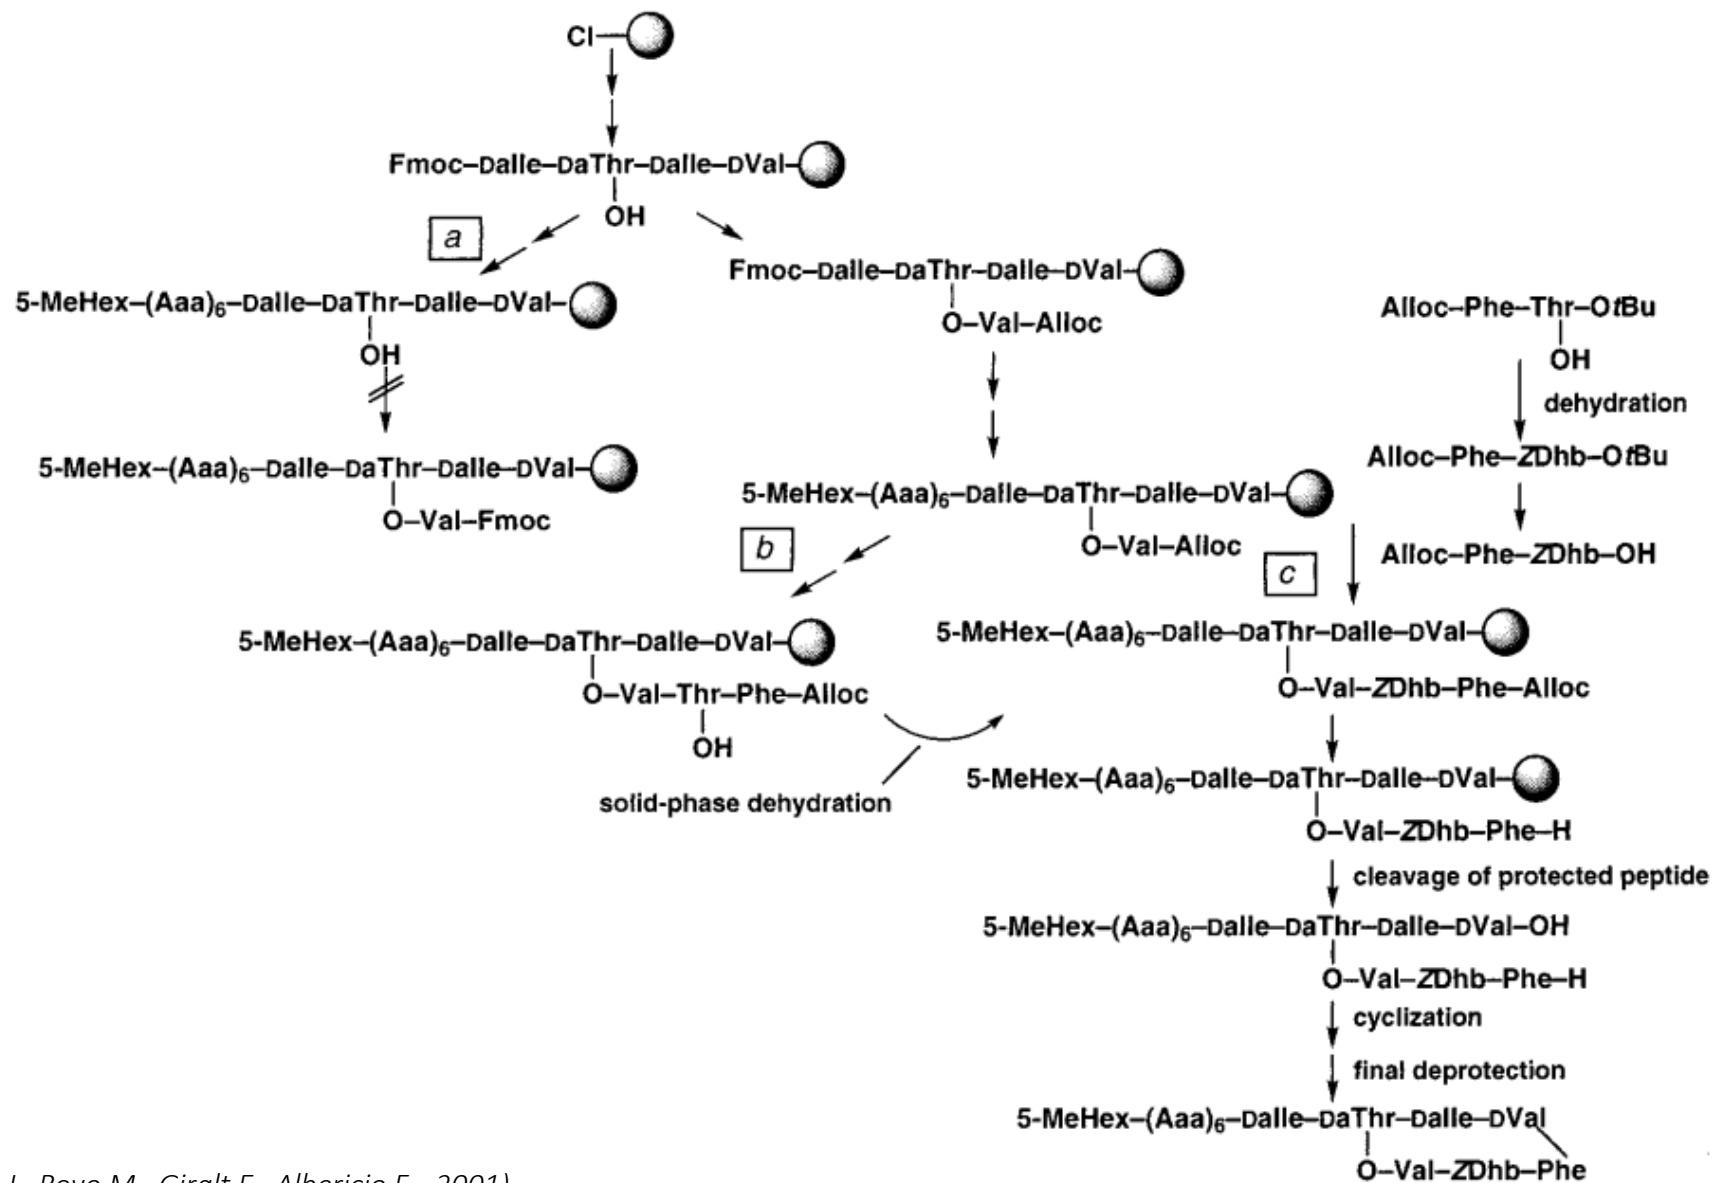 Cl
Fmoc–DaIle–DaThr–DaIle–DVal–
OH
a
Fmoc–DaIle–DaThr–DaIle–DVal–
O–Val–Alloc
5-MeHex–(Aaa)6–DaIle–DaThr–DaIle–DVal–
OH
Alloc–Phe–Thr–OtBu
OH
dehydration
5-MeHex–(Aaa)6–DaIle–DaThr–DaIle–DVal–
O–Val–Fmoc
Alloc–Phe–ZDhb–OtBu
5-MeHex–(Aaa)6–DaIle–DaThr–DaIle–DVal–
O–Val–Alloc
Alloc–Phe–ZDhb–OH
b
c
5-MeHex–(Aaa)6–DaIle–DaThr–DaIle–DVal–
O–Val–Thr–Phe–Alloc
OH
solid-phase dehydration
5-MeHex–(Aaa)6–DaIle–DaThr–DaIle–DVal–
O–Val–ZDhb–Phe–Alloc
5-MeHex–(Aaa)6–DaIle–DaThr–DaIle–DVal–
O–Val–ZDhb–Phe–H
cleavage of protected peptide
5-MeHex–(Aaa)6–DaIle–DaThr–DaIle–DVal–OH
O–Val–ZDhb–Phe–H
cyclization
final deprotection
5-MeHex–(Aaa)6–DaIle–DaThr–DaIle–DVal
O–Val–ZDhb–Phe
Royo M., Giralt E., Albericio F., 2001)